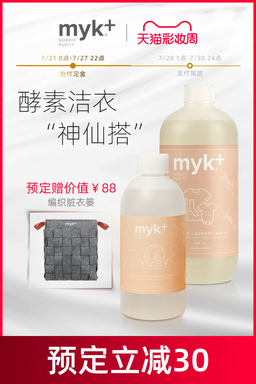 myk+
NORDIC
PURITY
天猫彩妆周
7/21 0点-7/27 22点
7/28 1点-7/30 24点
抢付定金
支付尾款
酵素洁衣
“神仙搭”
预定赠价值￥88
编织脏衣篓
myk+
myk+
myk+
预定立减30